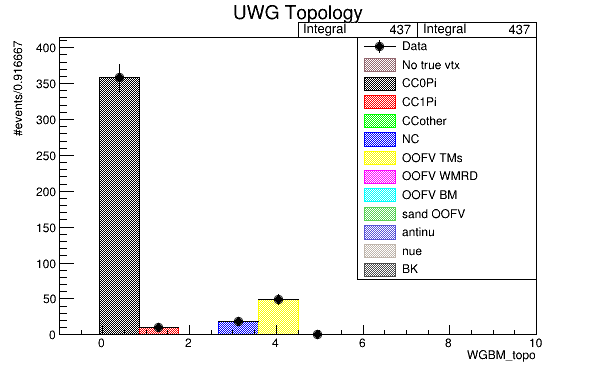 UWG Topology
Integral 437 Integral 437
#events/0.916667
400
350
300
250
200
150
100
50
0
Data
No true vtx
CC0Pi
CC1Pi
CCother
NC
OOFV TMs
OOFV WMRD
OOFV BM
sand OOFV
antinu
nue
BK
0 2 4 6 8 10
WGBM_topo